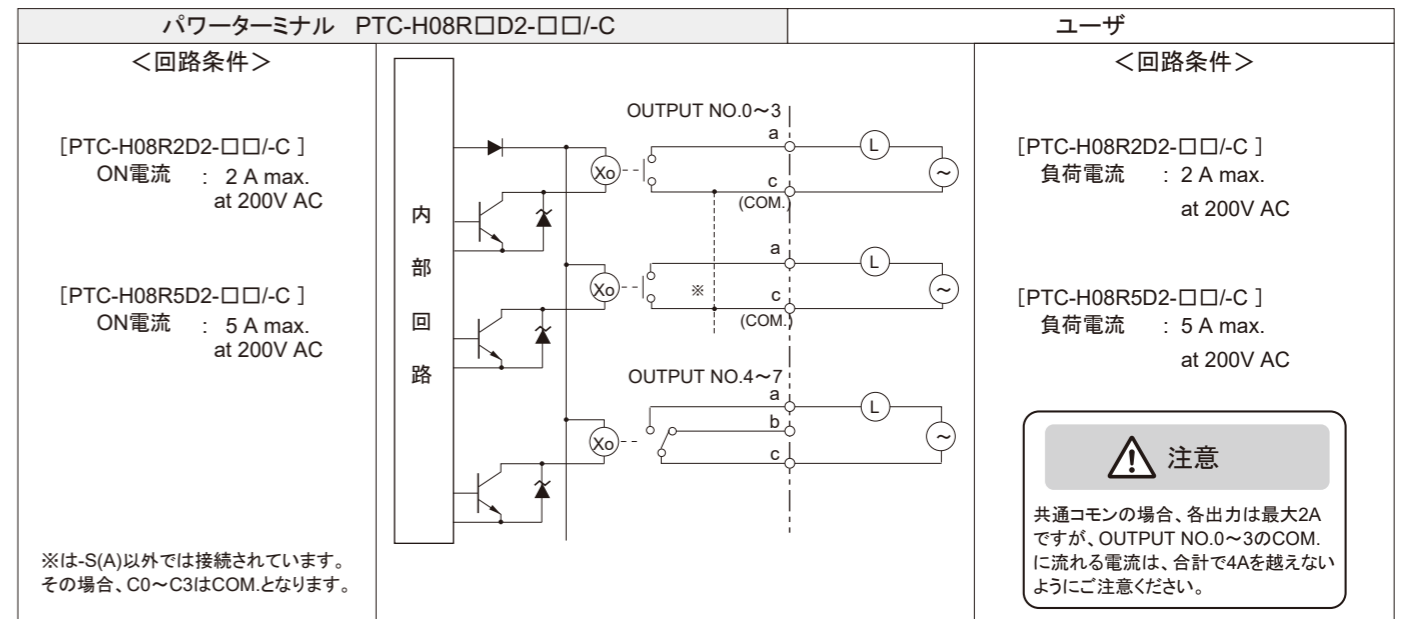 パワーターミナル PTC-H08R□D2-□□/-C
ユーザ
＜回路条件＞
[PTC-H08R2D2-□□/-C ]
ON電流 : 2 A max.
at 200V AC
[PTC-H08R5D2-□□/-C ]
ON電流 : 5 A max.
at 200V AC
※は-S(A)以外では接続されています。
その場合、C0～C3はCOM.となります。
内
部
回
路
OUTPUT NO.0～3
a
L
～
Xo
c
(COM.)
a
L
～
Xo
※
c
(COM.)
OUTPUT NO.4～7
a
L
b
～
Xo
c
＜回路条件＞
[PTC-H08R2D2-□□/-C ]
負荷電流 : 2 A max.
at 200V AC
[PTC-H08R5D2-□□/-C ]
負荷電流 : 5 A max.
at 200V AC
注意
共通コモンの場合、各出力は最大2A
ですが、OUTPUT NO.0～3のCOM.
に流れる電流は、合計で4Aを越えない
ようにご注意ください。